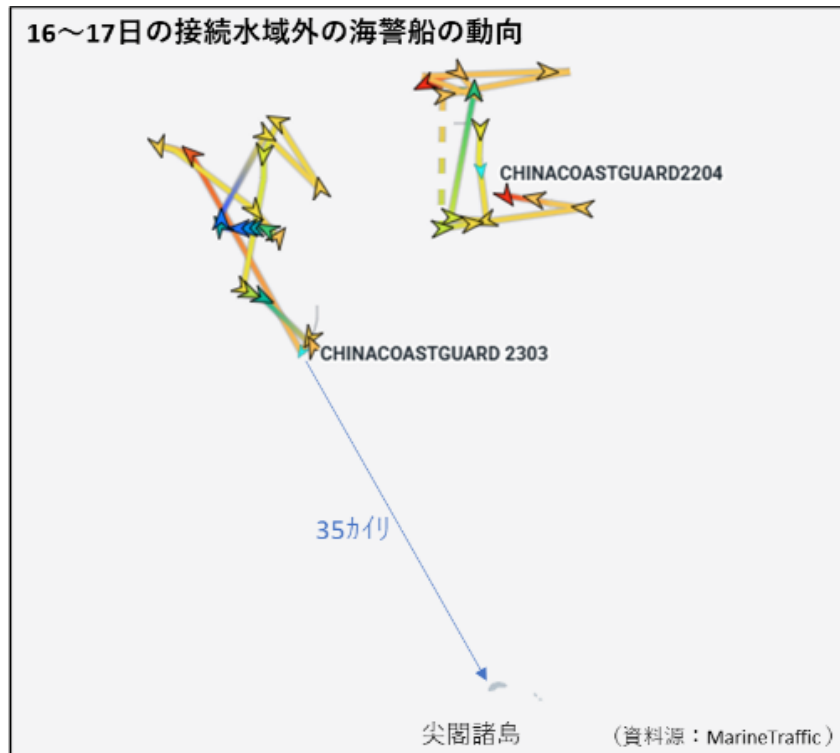 16～17日の接続水域外の海警船の動向
CHINACOASTGUARD2204
CHINACOASTGUARD 2303
35ｶｲﾘ
尖閣諸島
（資料源：MarineTraffic）